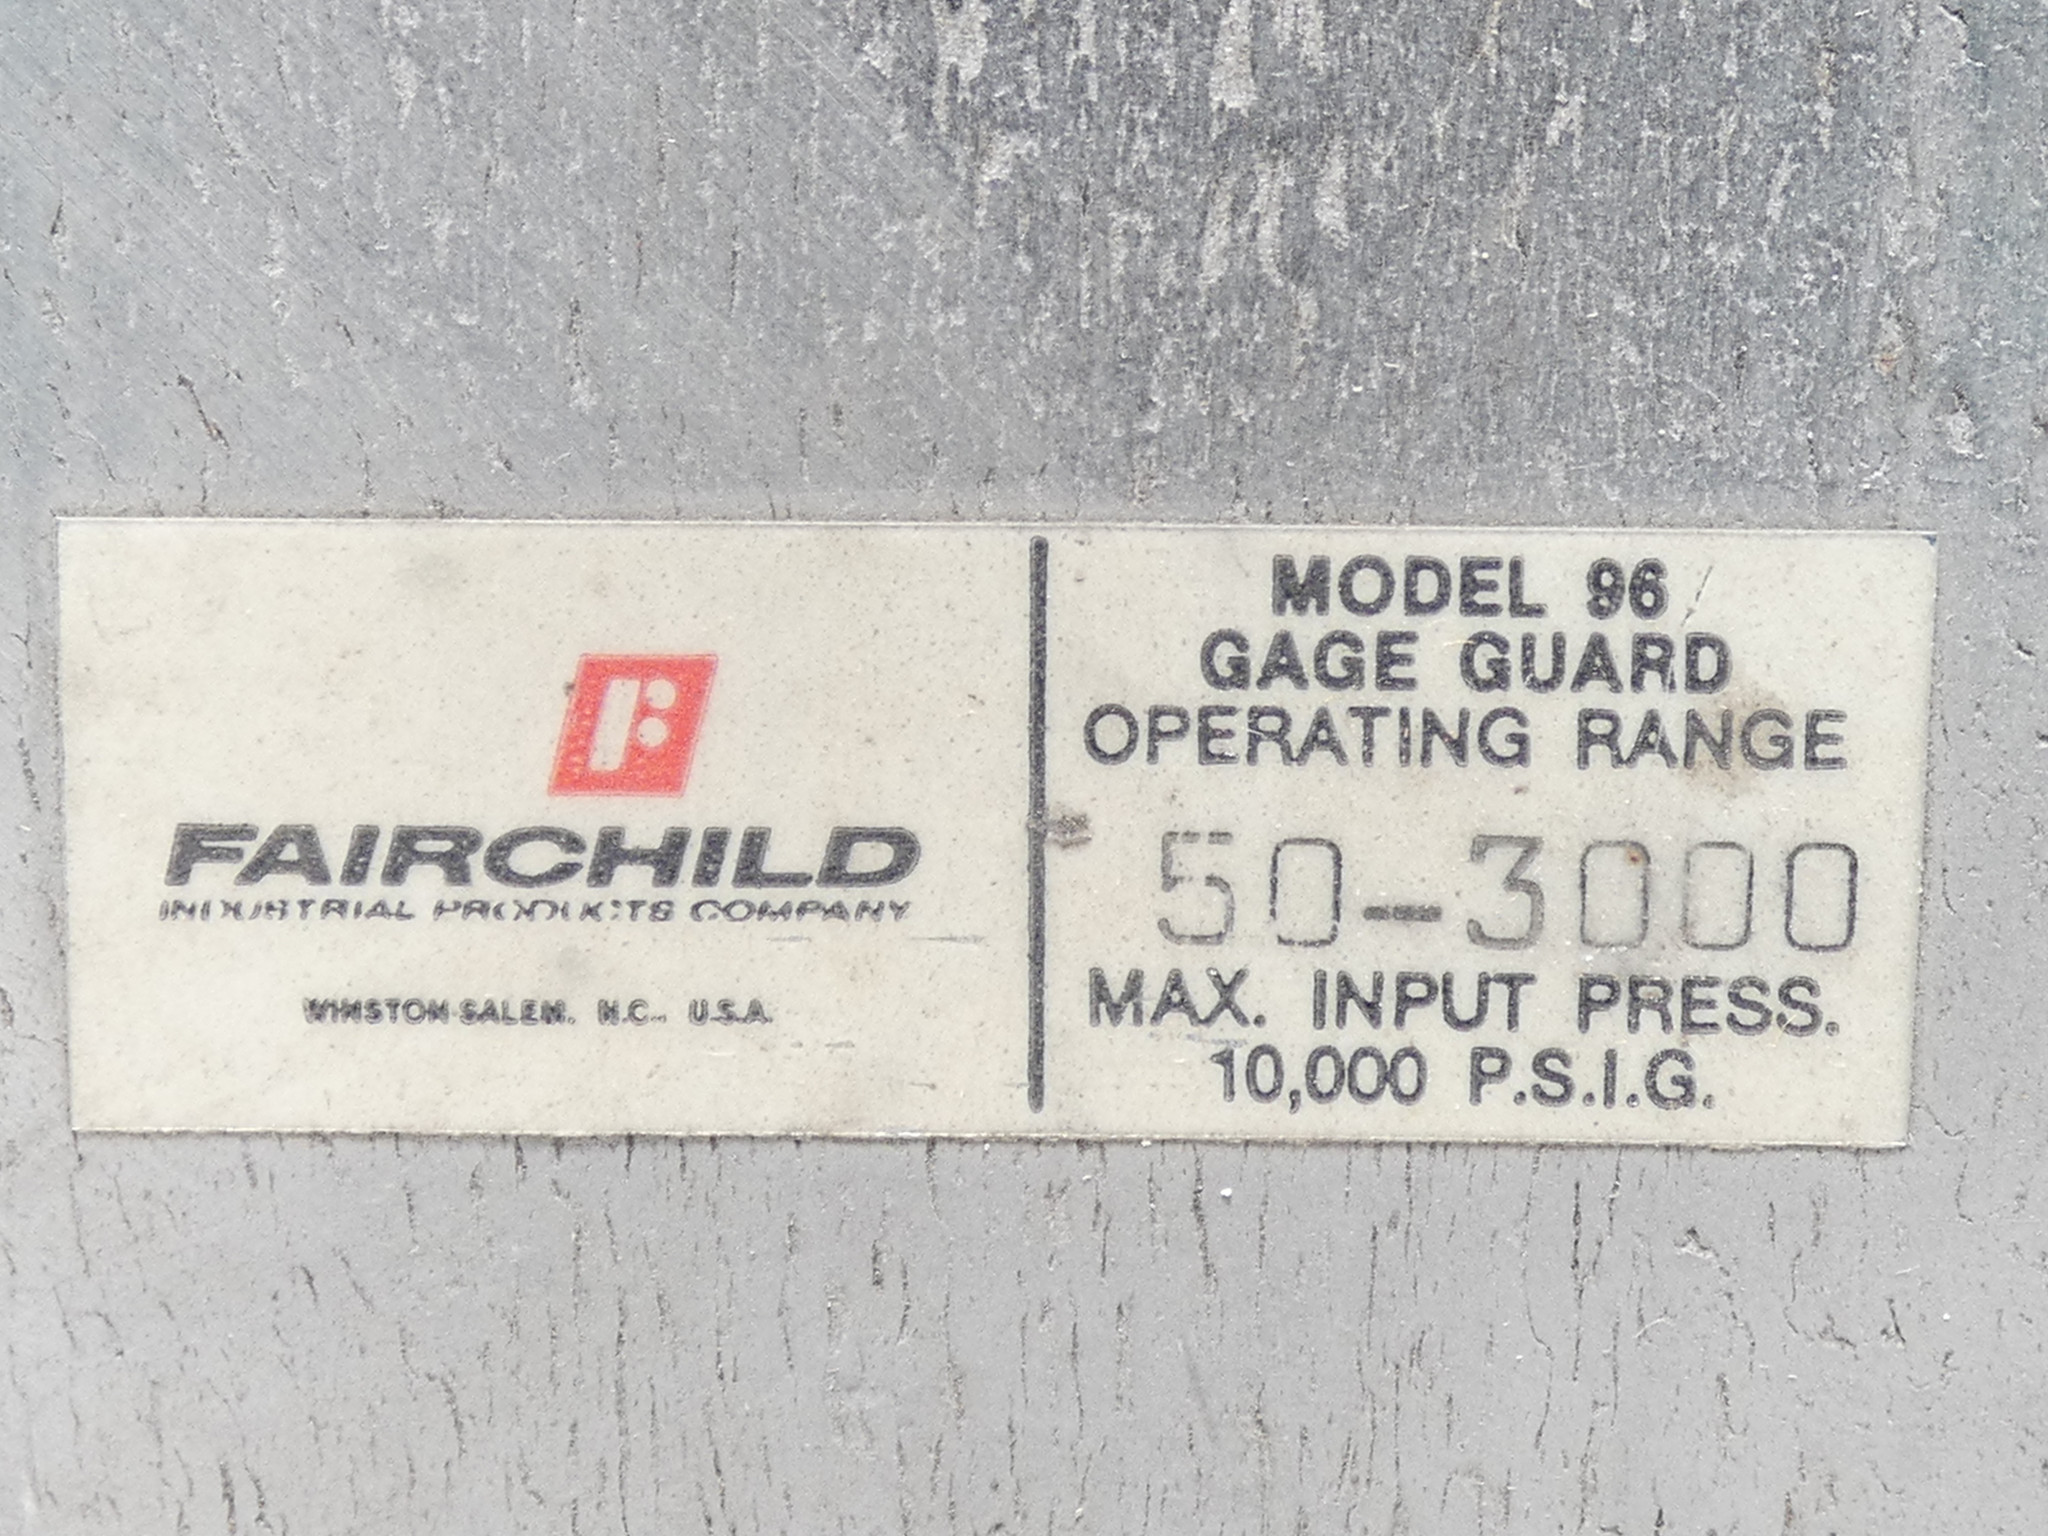 FAIRCHILD
INDUSTRIAL PRODUCTS COMPANY
WINSTON-SALEM, N.C., U.S.A.
MODEL 96
GAGE GUARD
OPERATING RANGE
50-3000
MAX. INPUT PRESS.
10,000 P.S.I.G.